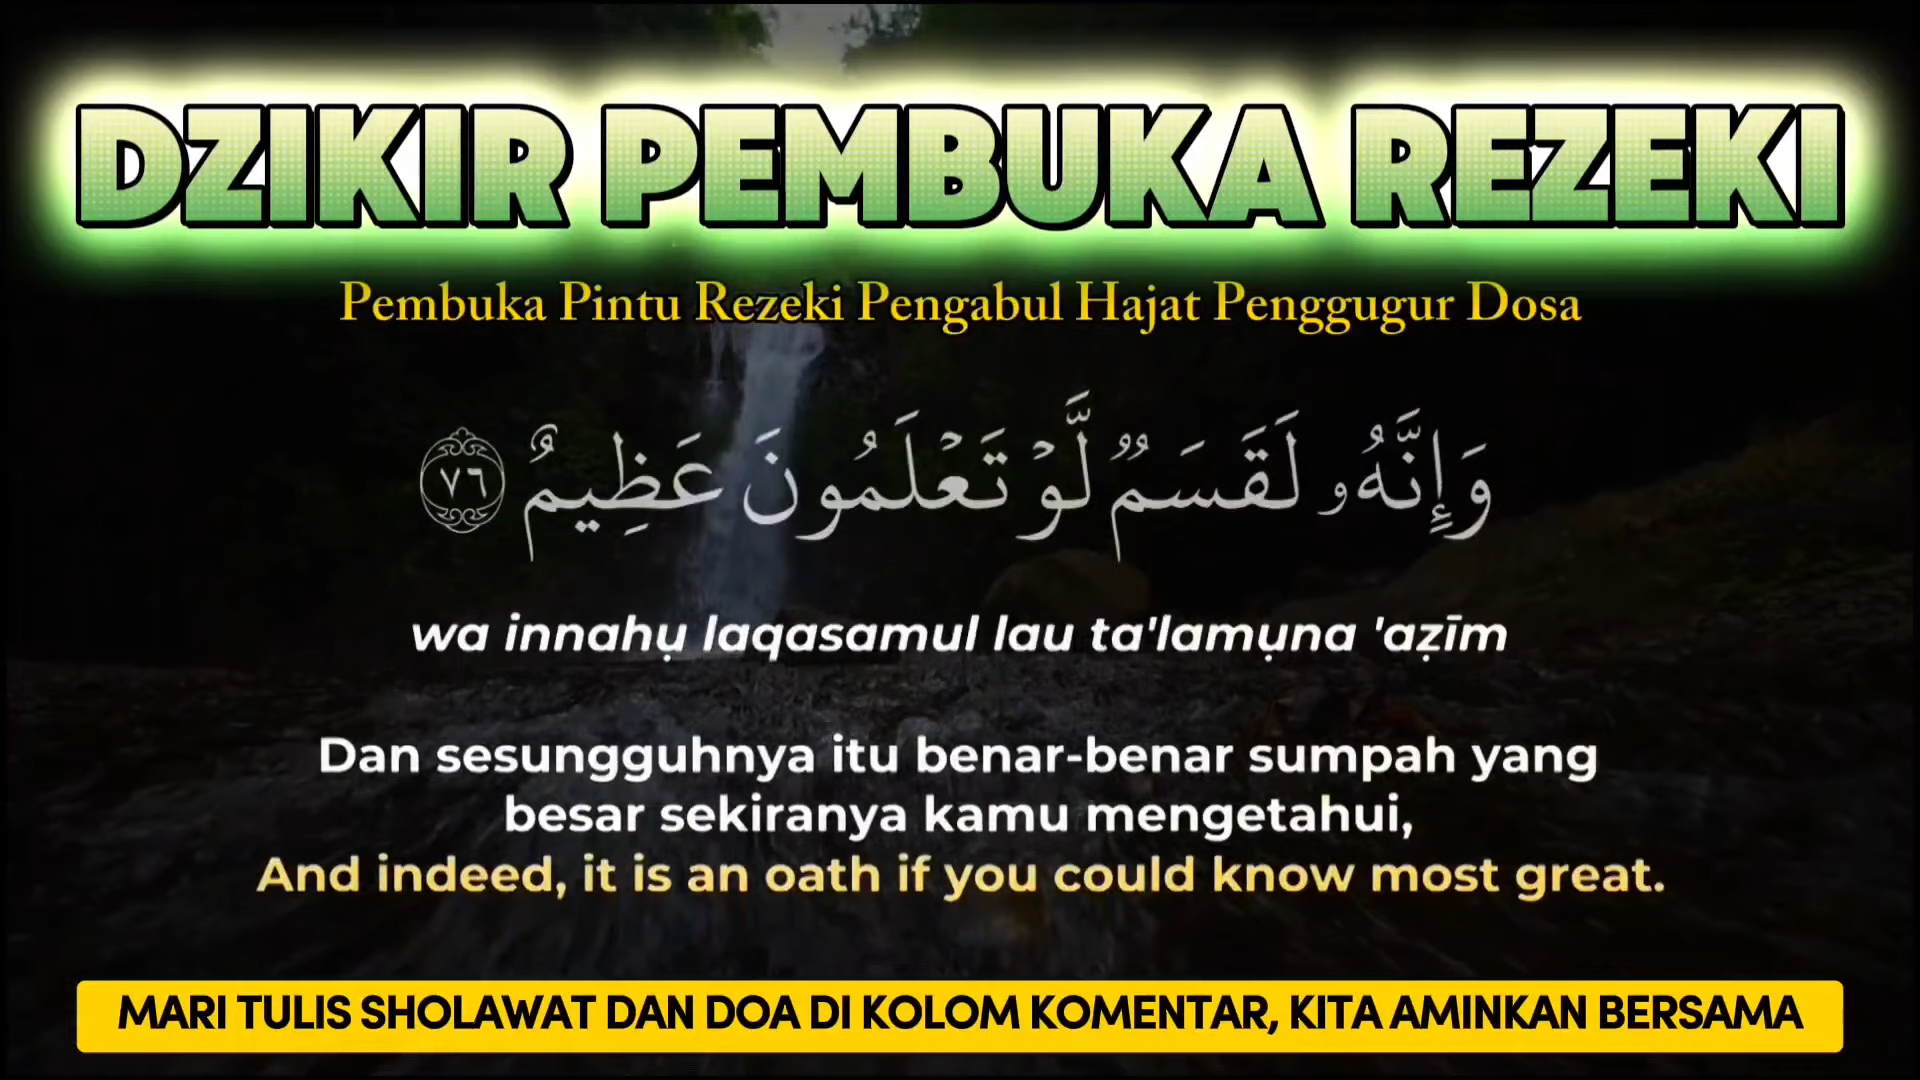 DZIKIR PEMBUKA REZEKI
Pembuka Pintu Rezeki Pengabul Hajat Penggugur Dosa
وَإِنَّهُۥ لَقَسَمٌۭ لَّوْ تَعْلَمُونَ عَظِيمٌ ٧٦
wa innahụ laqasamul lau ta'lamụna 'aẓīm
Dan sesungguhnya itu benar-benar sumpah yang
besar sekiranya kamu mengetahui,
And indeed, it is an oath if you could know most great.
MARI TULIS SHOLAWAT DAN DOA DI KOLOM KOMENTAR, KITA AMINKAN BERSAMA